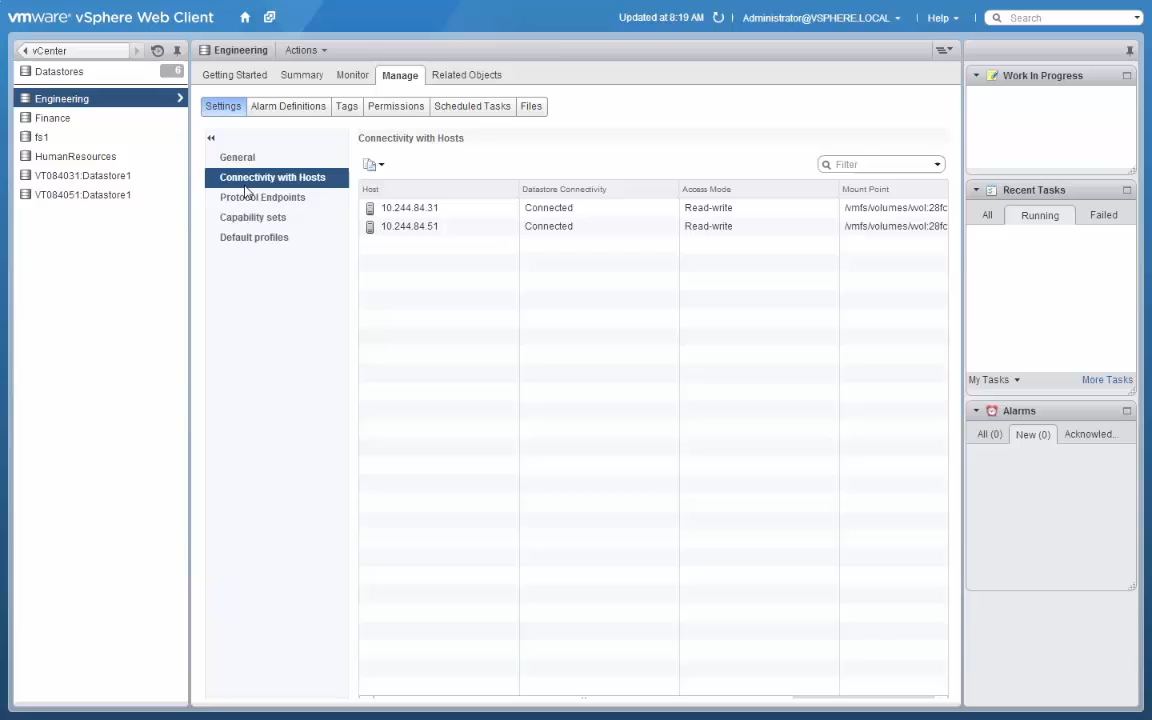 vmware® vSphere Web Client
Updated at 8:19 AM
Administrator@VSPHERE.LOCAL
Help
Search
vCenter
Datastores 6
Engineering
Finance
fs1
HumanResources
VT084031:Datastore1
VT084051:Datastore1
Engineering
Actions
Getting Started Summary Monitor Manage Related Objects
Settings Alarm Definitions Tags Permissions Scheduled Tasks Files
General
Connectivity with Hosts
Protocol Endpoints
Capability sets
Default profiles
Connectivity with Hosts
Filter
Host Datastore Connectivity Access Mode Mount Point
10.244.84.31 Connected Read-write /vmfs/volumes/vvol:28fc
10.244.84.51 Connected Read-write /vmfs/volumes/vvol:28fc
Work In Progress
Recent Tasks
All Running Failed
My Tasks More Tasks
Alarms
All (0) New (0) Acknowled...